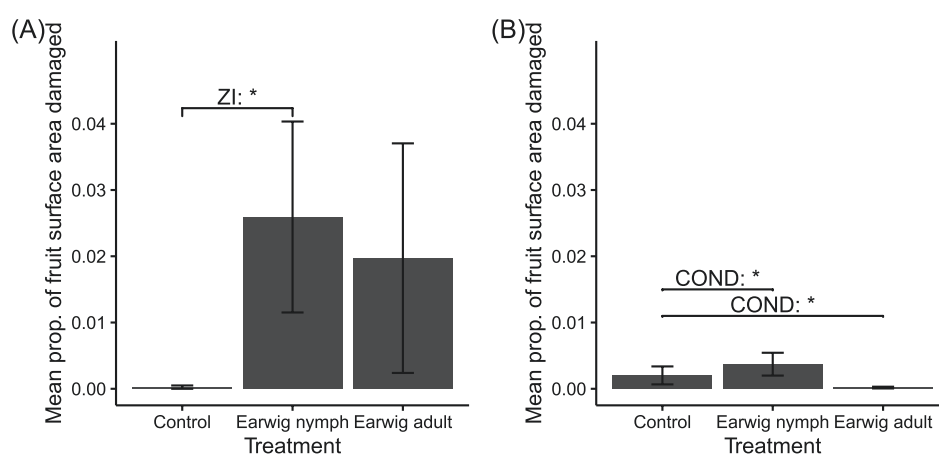 (A)
Mean prop. of fruit surface area damaged
0.04
0.03
0.02
0.01
0.00
ZI: *
Control
Earwig nymph
Earwig adult
Treatment
(B)
Mean prop. of fruit surface area damaged
0.04
0.03
0.02
0.01
0.00
COND: *
COND: *
Control
Earwig nymph
Earwig adult
Treatment